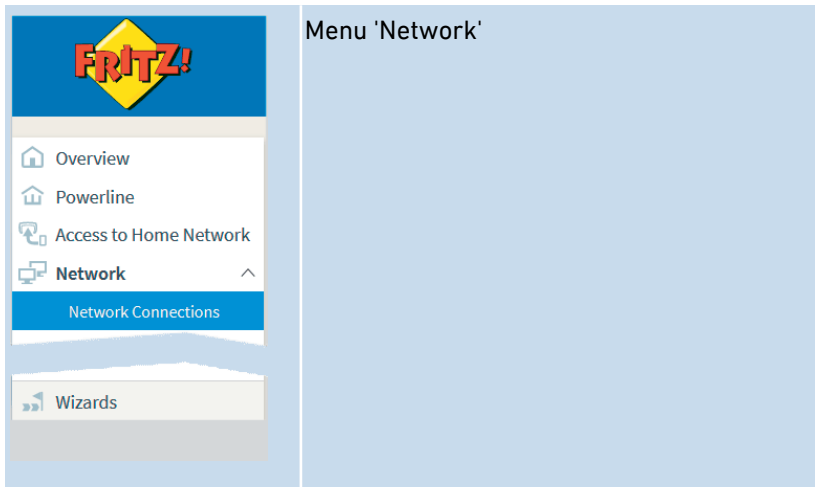 FRITZ!
Menu 'Network'
Overview
Powerline
Access to Home Network
Network
Network Connections
Wizards